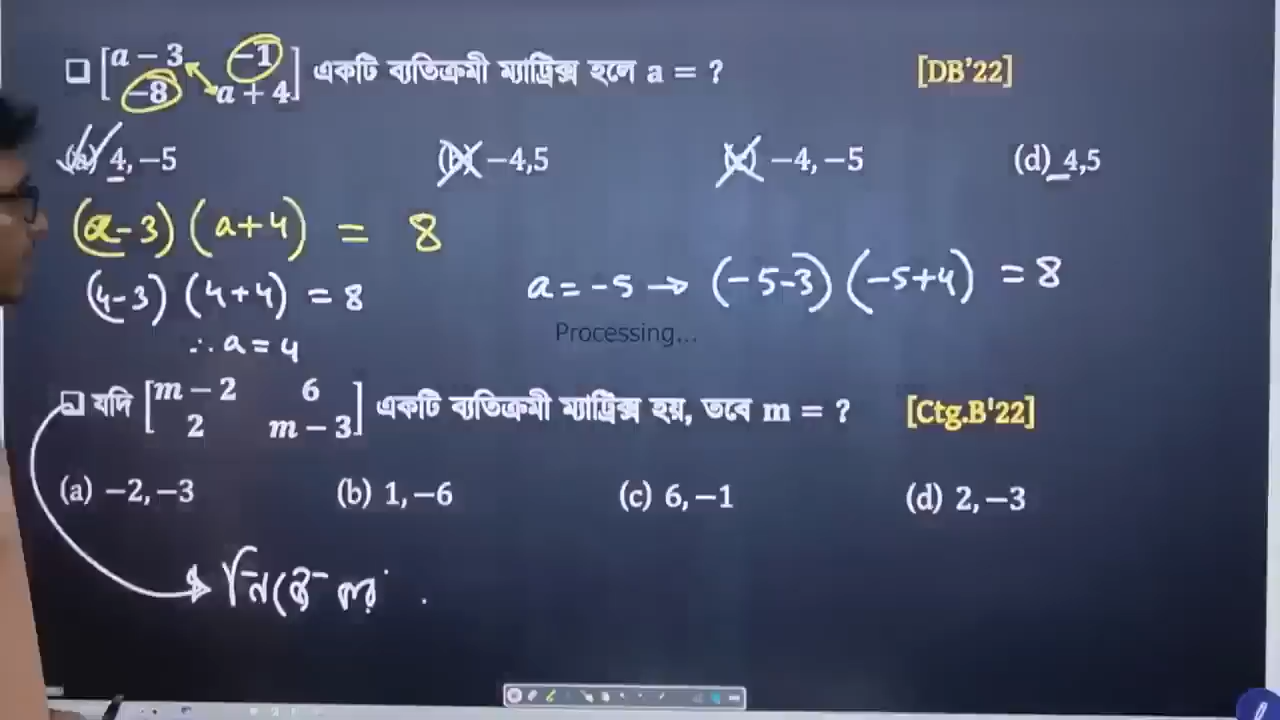 ❑ [a − 3 −1 −8 a + 4] একটি ব্যতিক্রমী ম্যাট্রিক্স হলে a = ? [DB'22]
(a) 4, −5 (b) −4,5 (c) −4, −5 (d) 4,5
(a-3) (a+4) = 8
(4-3) (4+4) = 8
a = -5 → (-5-3) (-5+4) = 8
Processing...
∴ a = 4
❑ যদি [m − 2 6 2 m − 3] একটি ব্যতিক্রমী ম্যাট্রিক্স হয়, তবে m = ? [Ctg.B'22]
(a) −2, −3 (b) 1, −6 (c) 6, −1 (d) 2, −3